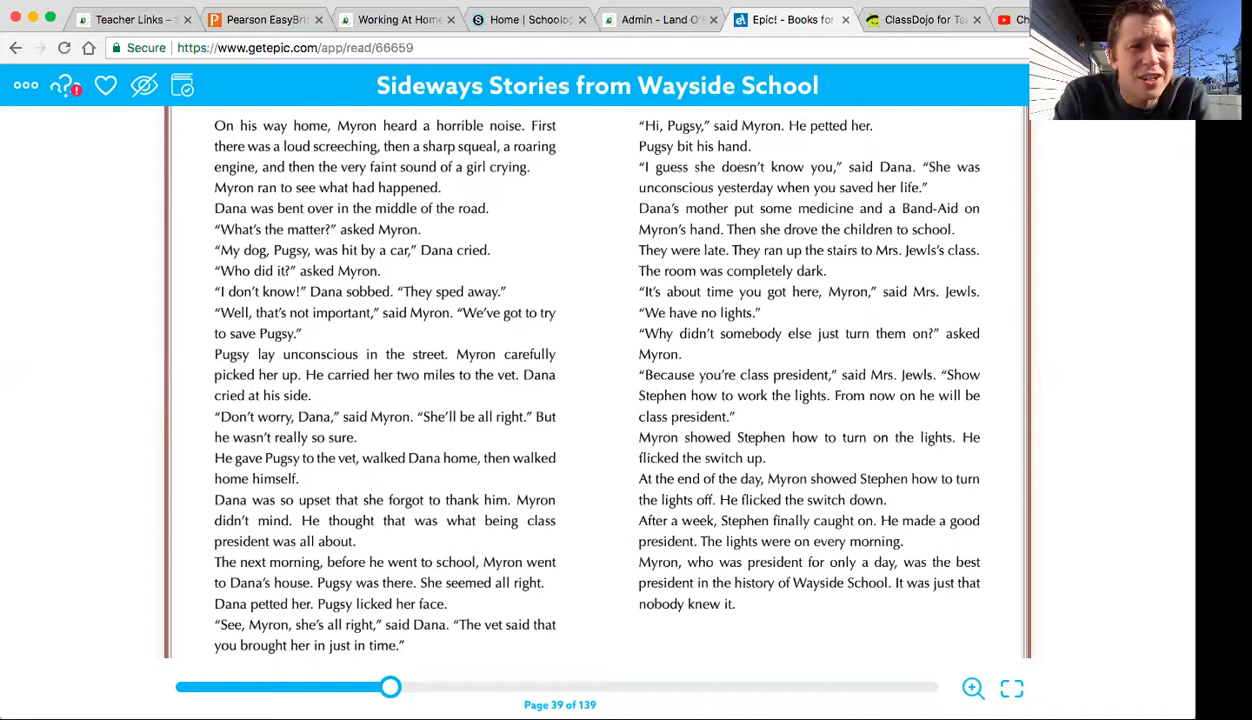 Teacher Links – S
Pearson EasyBri
Working At Home
Home | Schoolog
Admin - Land O'
Epic! - Books for
ClassDojo for Tea
Ch
Secure https://www.getepic.com/app/read/66659
Sideways Stories from Wayside School
On his way home, Myron heard a horrible noise. First
there was a loud screeching, then a sharp squeal, a roaring
engine, and then the very faint sound of a girl crying.
Myron ran to see what had happened.
Dana was bent over in the middle of the road.
“What’s the matter?” asked Myron.
“My dog, Pugsy, was hit by a car,” Dana cried.
“Who did it?” asked Myron.
“I don’t know!” Dana sobbed. “They sped away.”
“Well, that’s not important,” said Myron. “We’ve got to try
to save Pugsy.”
Pugsy lay unconscious in the street. Myron carefully
picked her up. He carried her two miles to the vet. Dana
cried at his side.
“Don’t worry, Dana,” said Myron. “She’ll be all right.” But
he wasn’t really so sure.
He gave Pugsy to the vet, walked Dana home, then walked
home himself.
Dana was so upset that she forgot to thank him. Myron
didn’t mind. He thought that was what being class
president was all about.
The next morning, before he went to school, Myron went
to Dana’s house. Pugsy was there. She seemed all right.
Dana petted her. Pugsy licked her face.
“See, Myron, she’s all right,” said Dana. “The vet said that
you brought her in just in time.”
“Hi, Pugsy,” said Myron. He petted her.
Pugsy bit his hand.
“I guess she doesn’t know you,” said Dana. “She was
unconscious yesterday when you saved her life.”
Dana’s mother put some medicine and a Band-Aid on
Myron’s hand. Then she drove the children to school.
They were late. They ran up the stairs to Mrs. Jewls’s class.
The room was completely dark.
“It’s about time you got here, Myron,” said Mrs. Jewls.
“We have no lights.”
“Why didn’t somebody else just turn them on?” asked
Myron.
“Because you’re class president,” said Mrs. Jewls. “Show
Stephen how to work the lights. From now on he will be
class president.”
Myron showed Stephen how to turn on the lights. He
flicked the switch up.
At the end of the day, Myron showed Stephen how to turn
the lights off. He flicked the switch down.
After a week, Stephen finally caught on. He made a good
president. The lights were on every morning.
Myron, who was president for only a day, was the best
president in the history of Wayside School. It was just that
nobody knew it.
Page 39 of 139